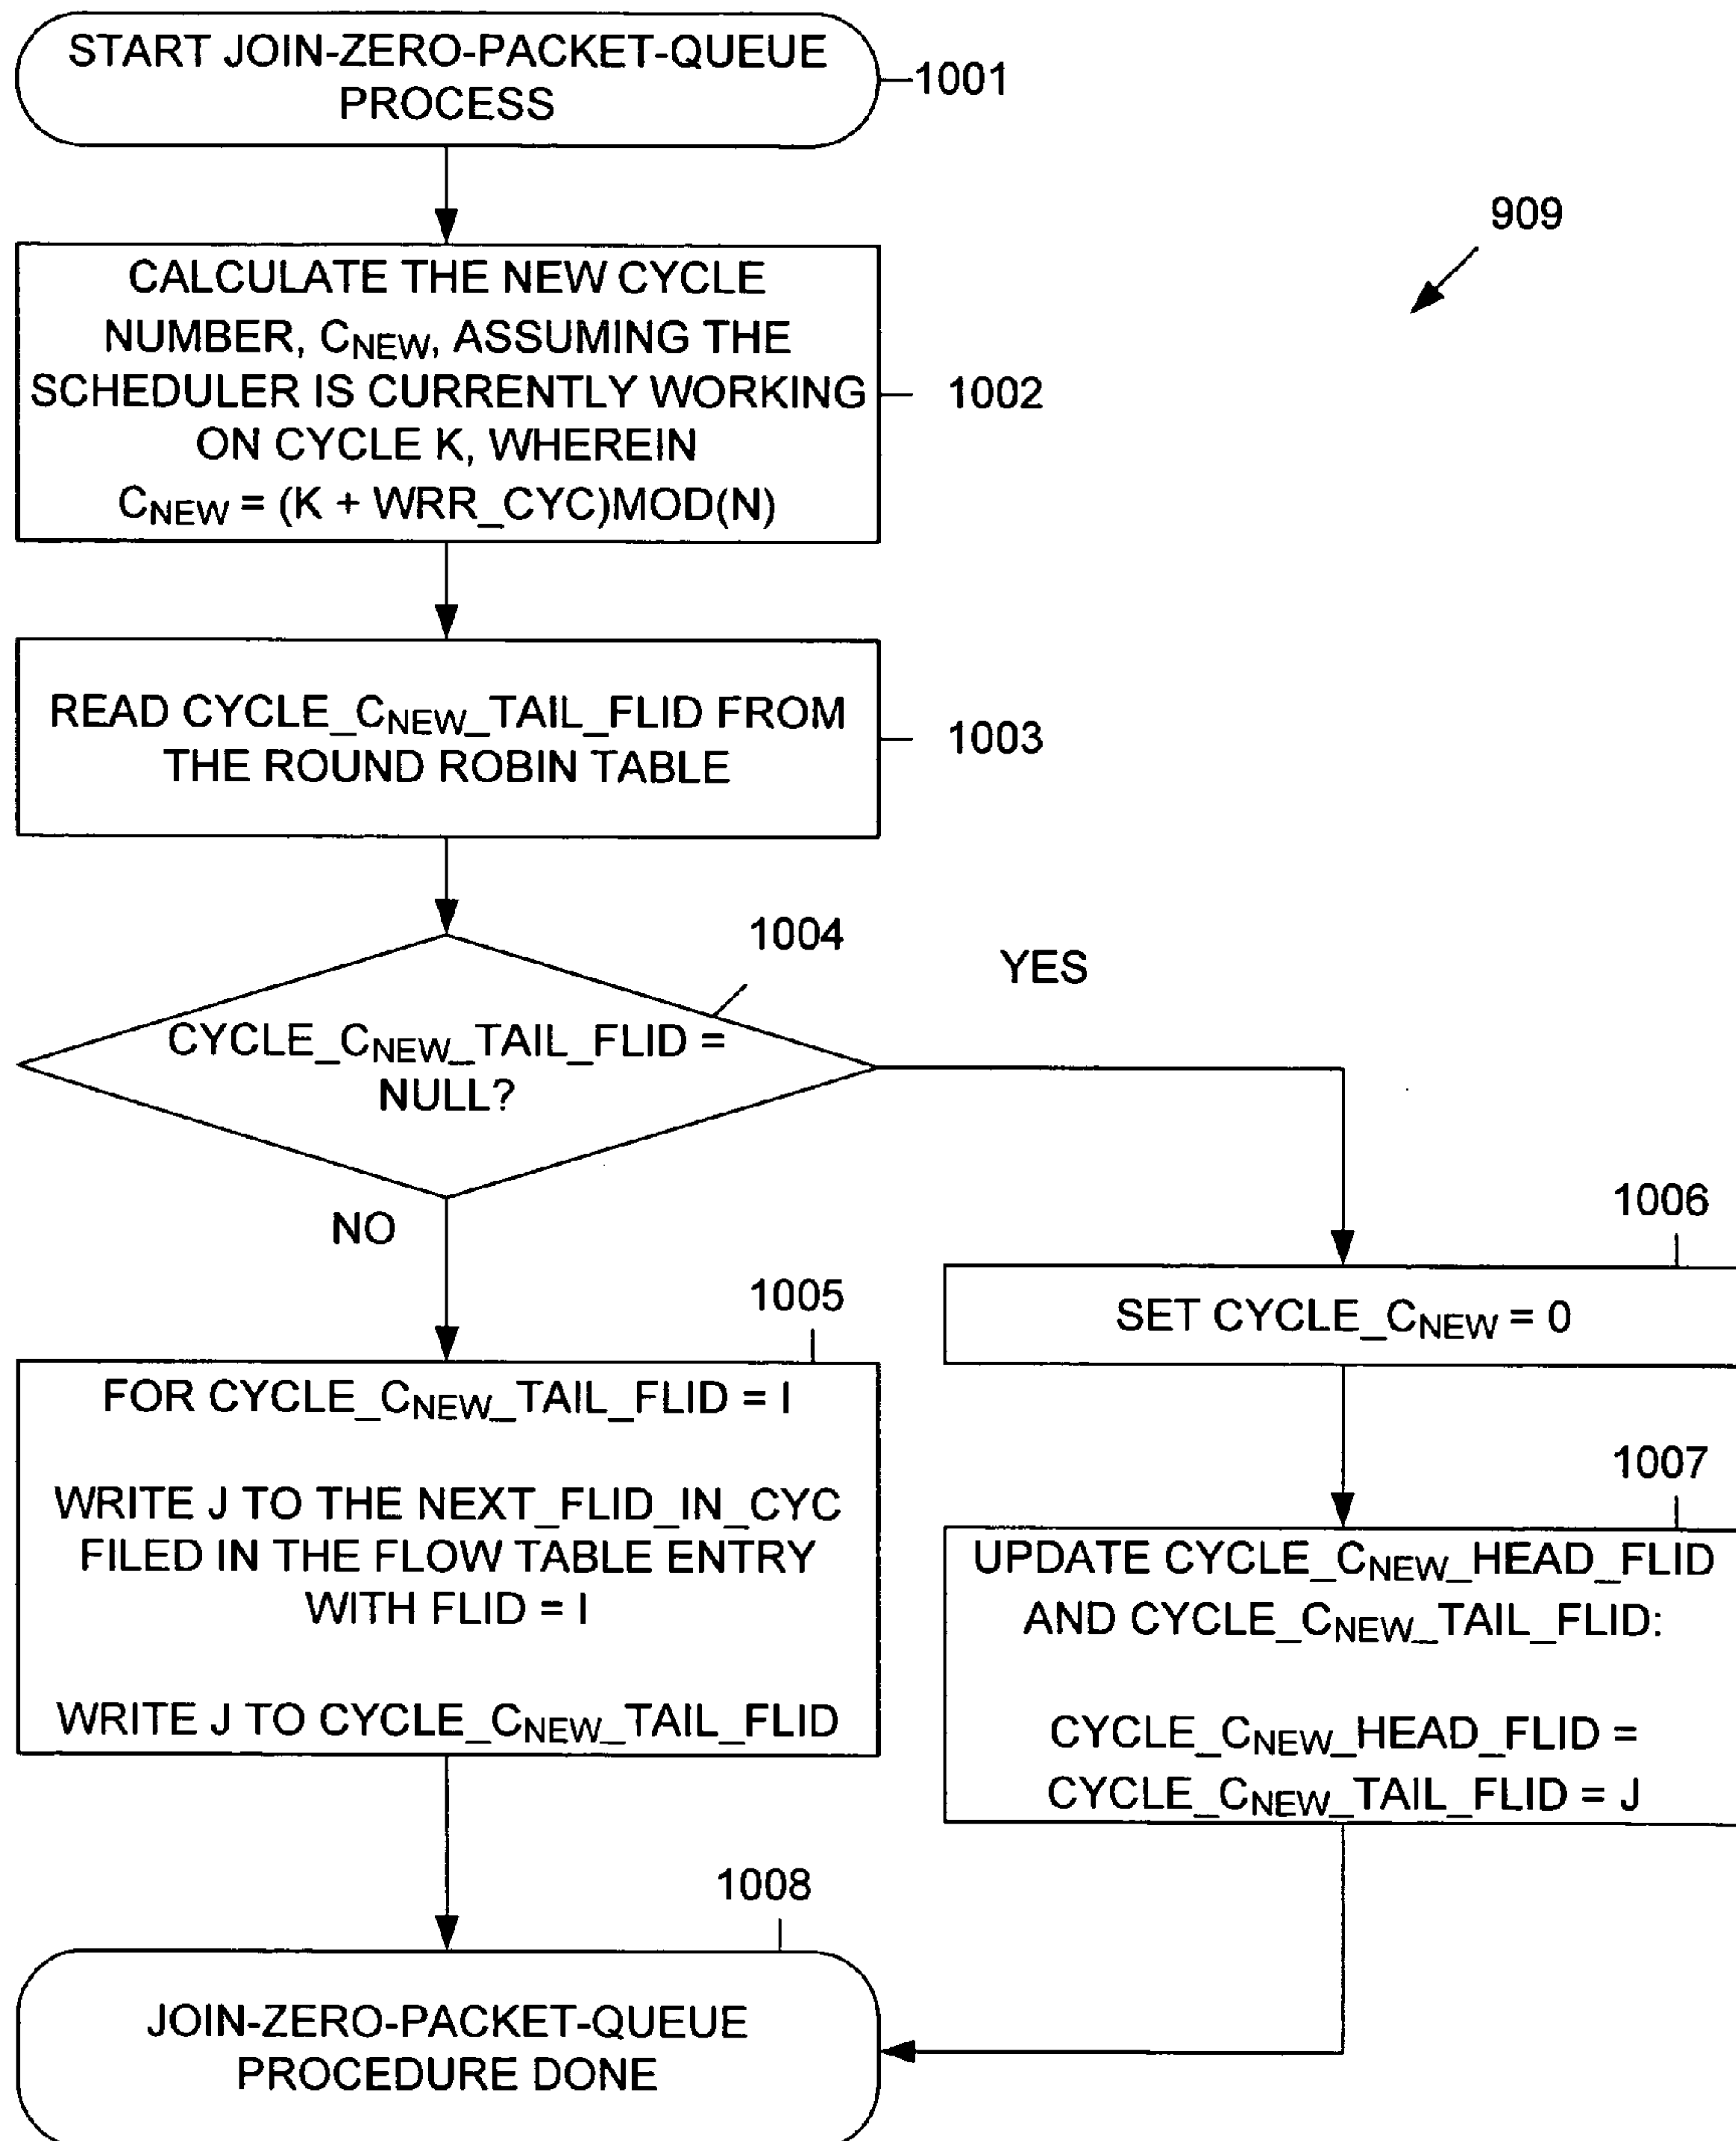 START JOIN-ZERO-PACKET-QUEUE
PROCESS
1001
909
CALCULATE THE NEW CYCLE
NUMBER, CNEW, ASSUMING THE
SCHEDULER IS CURRENTLY WORKING
ON CYCLE K, WHEREIN
CNEW = (K + WRR_CYC)MOD(N)
1002
READ CYCLE_CNEW_TAIL_FLID FROM
THE ROUND ROBIN TABLE
1003
1004
YES
CYCLE_CNEW_TAIL_FLID =
NULL?
NO
1006
SET CYCLE_CNEW = 0
1005
FOR CYCLE_CNEW_TAIL_FLID = I
WRITE J TO THE NEXT_FLID_IN_CYC
FILED IN THE FLOW TABLE ENTRY
WITH FLID = I
WRITE J TO CYCLE_CNEW_TAIL_FLID
1007
UPDATE CYCLE_CNEW_HEAD_FLID
AND CYCLE_CNEW_TAIL_FLID:
CYCLE_CNEW_HEAD_FLID =
CYCLE_CNEW_TAIL_FLID = J
1008
JOIN-ZERO-PACKET-QUEUE
PROCEDURE DONE